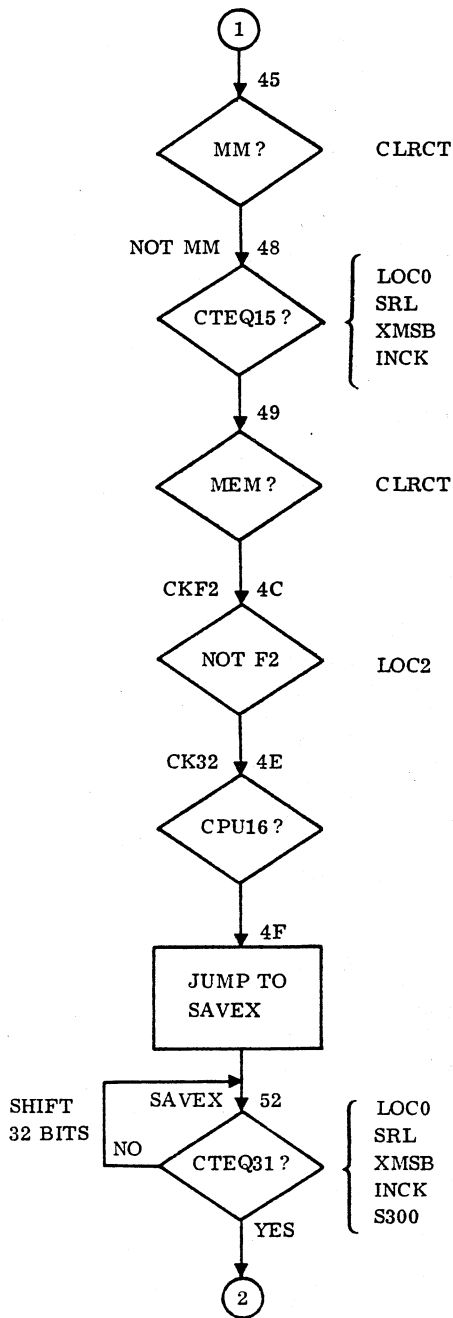 1
45
MM?
CLRCT
NOT MM
48
CTEQ15?
LOC0
SRL
XMSB
INCK
49
MEM?
CLRCT
CKF2
4C
NOT F2
LOC2
CK32
4E
CPU16?
4F
JUMP TO
SAVEX
SHIFT
32 BITS
SAVEX
52
NO
CTEQ31?
LOC0
SRL
XMSB
INCK
S300
YES
2